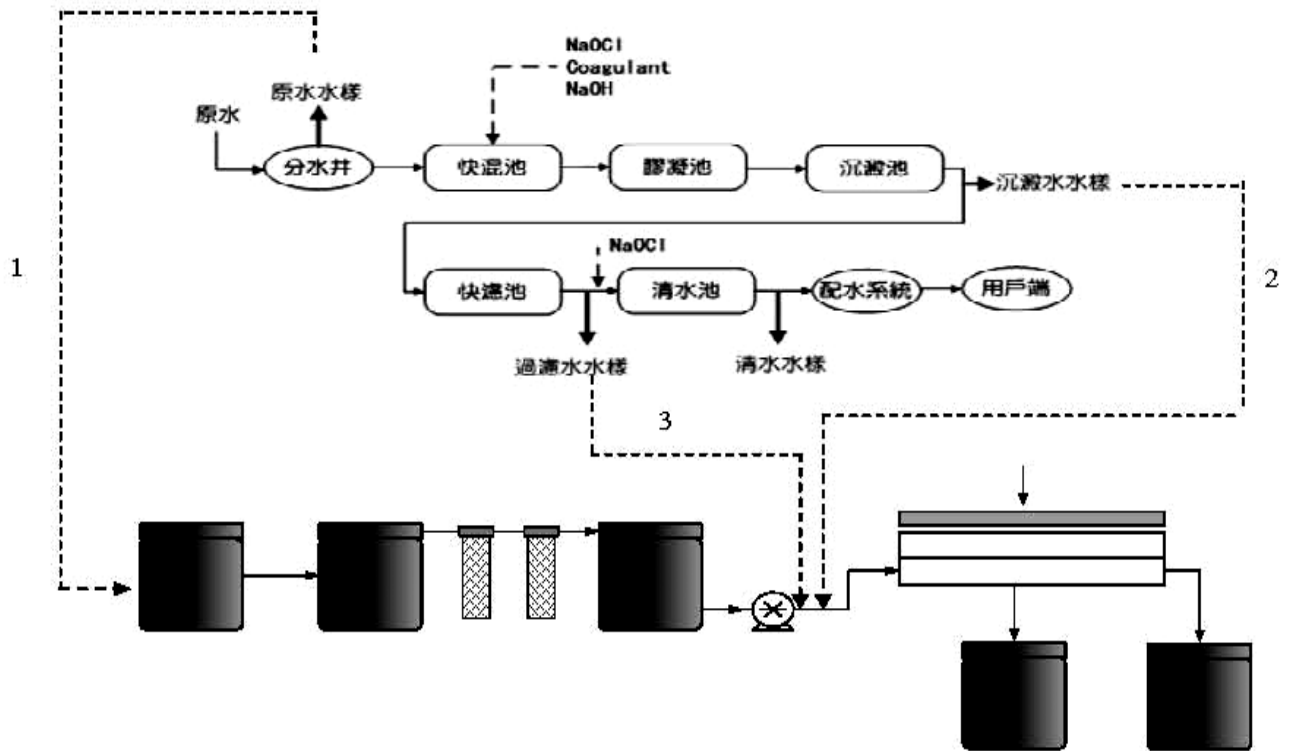 NaOCl
Coagulant
NaOH
原水水樣
原水
分水井
快混池
膠凝池
沉澱池
沉澱水水樣
1
2
NaOCl
快濾池
清水池
配水系統
用戶端
過濾水水樣
清水水樣
3